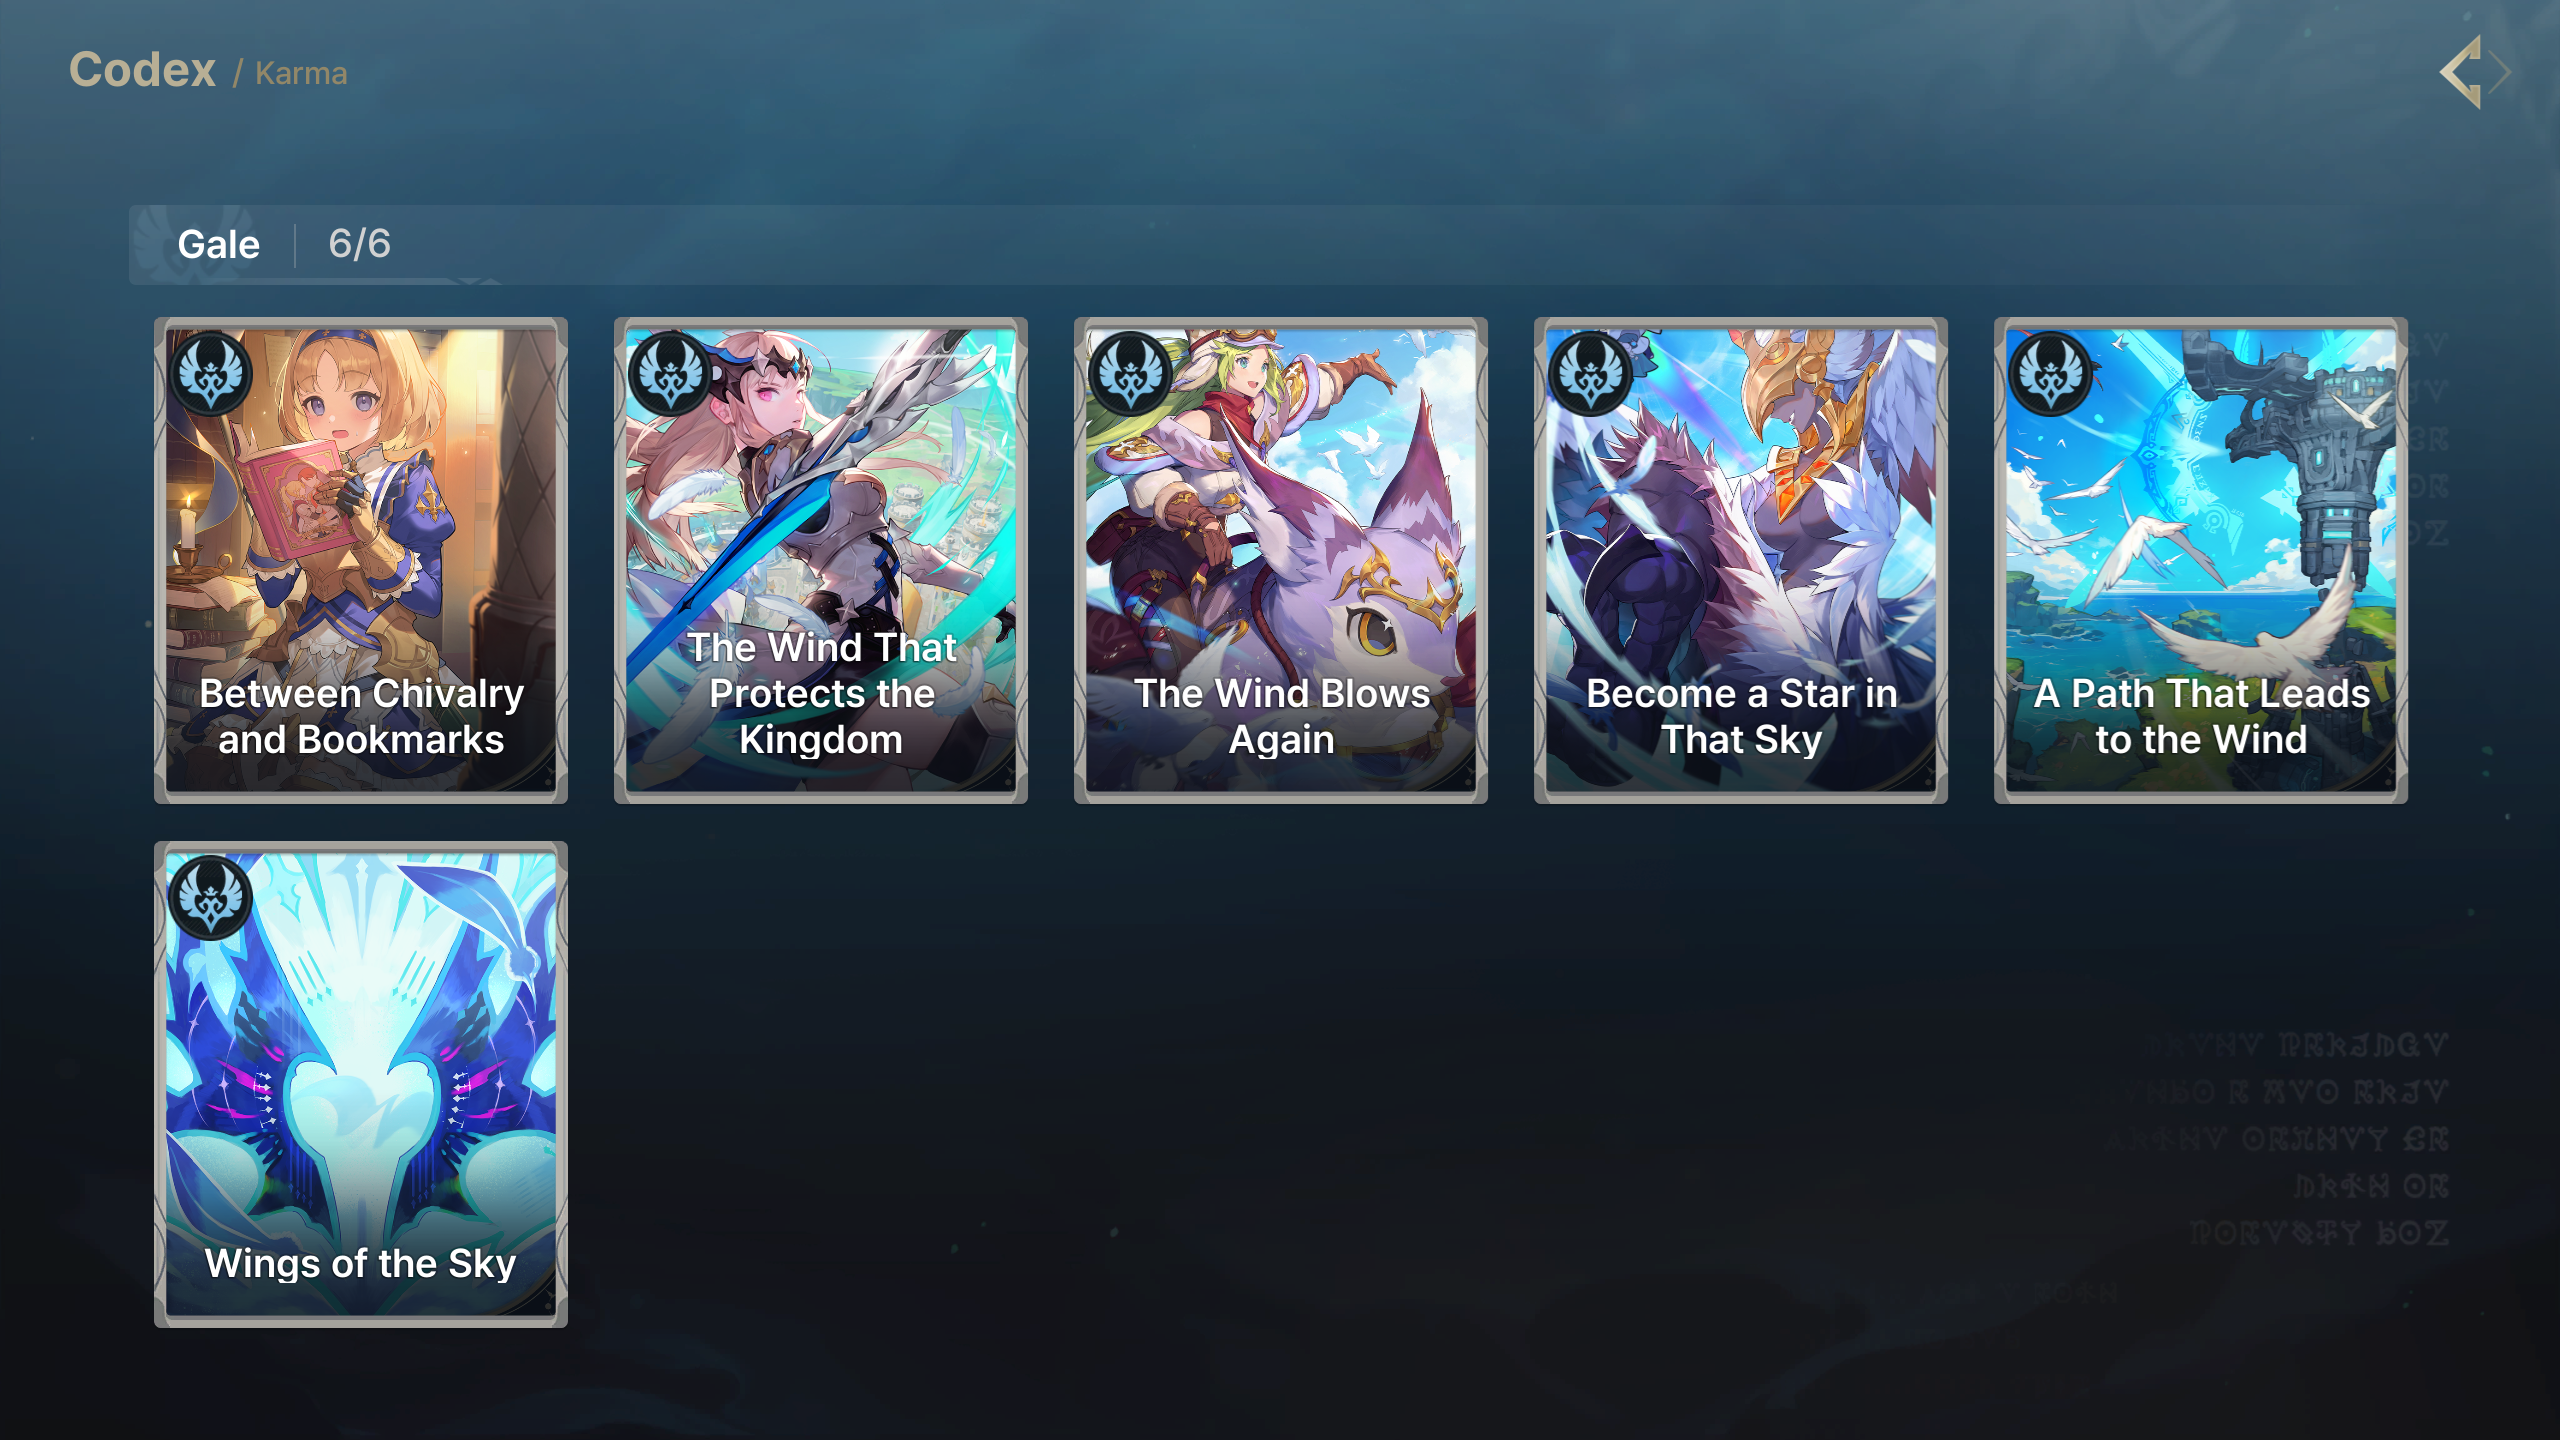 Codex / Karma
Gale
6/6
Between Chivalry
and Bookmarks
The Wind That
Protects the
Kingdom
The Wind Blows
Again
Become a Star in
That Sky
A Path That Leads
to the Wind
Wings of the Sky